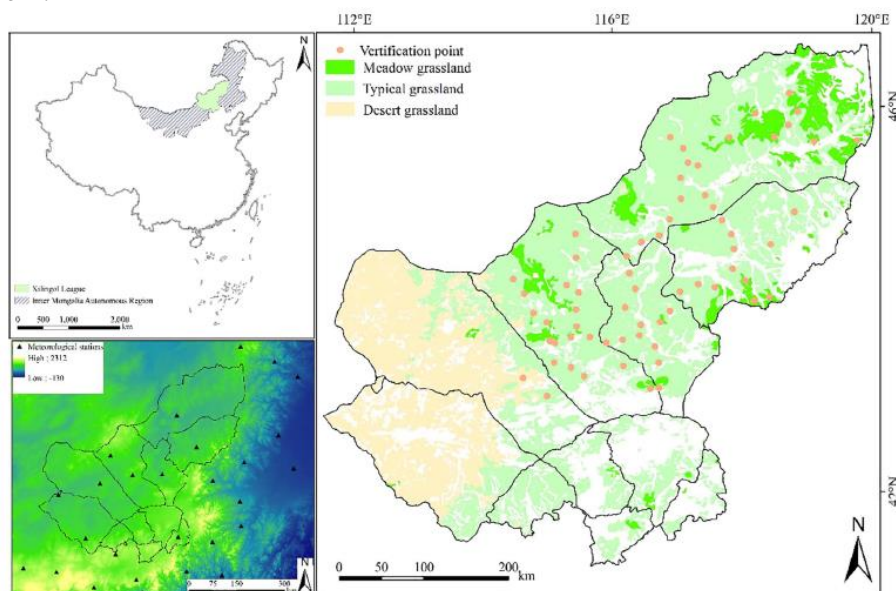 N
Xilingol League
Inner Mongolia Autonomous Region
0 500 1,000 2,000
km
Meteorological stations
High : 2312
Low : -130
N
0 75 150 300
km
112°E 116°E 120°E
Vertification point
Meadow grassland
Typical grassland
Desert grassland
46°N
42°N
N
0 50 100 200
km